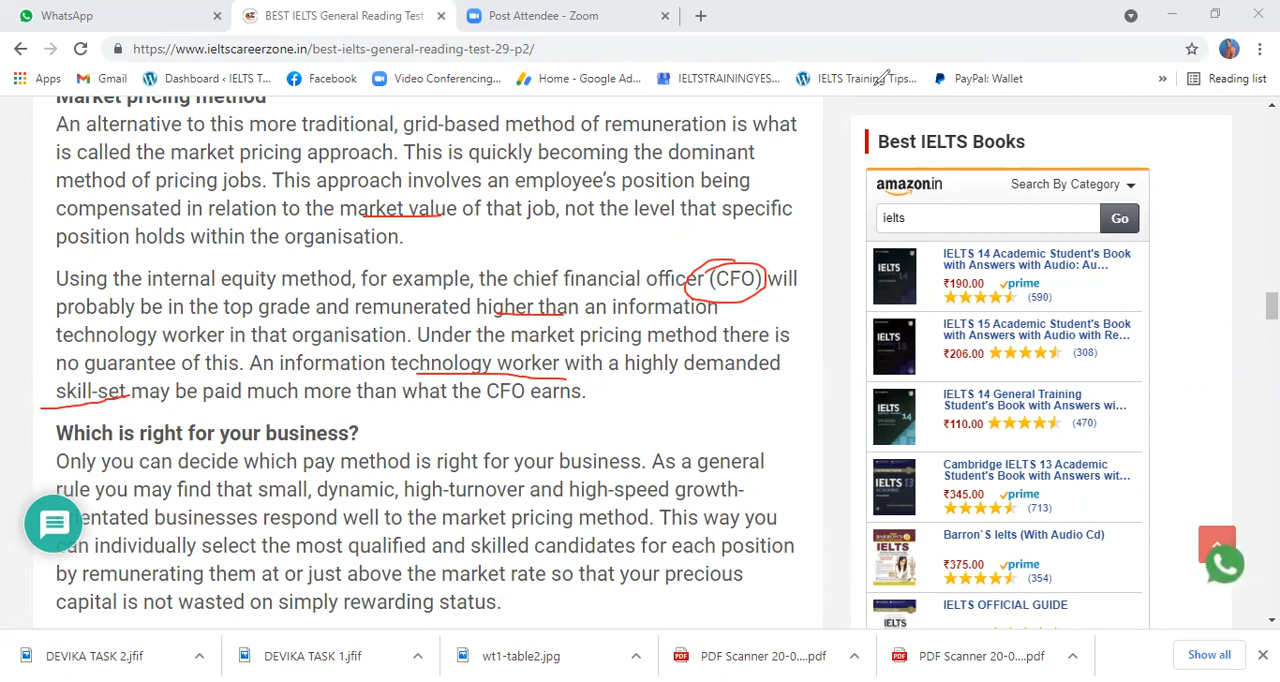 WhatsApp
BEST IELTS General Reading Test
Post Attendee - Zoom
https://www.ieltscareerzone.in/best-ielts-general-reading-test-29-p2/
Apps
Gmail
Dashboard ‹ IELTS T...
Facebook
Video Conferencing...
Home - Google Ad...
IELTSTRAININGYES...
IELTS Training Tips...
PayPal: Wallet
»
Reading list
Market pricing method
An alternative to this more traditional, grid-based method of remuneration is what
is called the market pricing approach. This is quickly becoming the dominant
method of pricing jobs. This approach involves an employee's position being
compensated in relation to the market value of that job, not the level that specific
position holds within the organisation.
Using the internal equity method, for example, the chief financial officer (CFO) will
probably be in the top grade and remunerated higher than an information
technology worker in that organisation. Under the market pricing method there is
no guarantee of this. An information technology worker with a highly demanded
skill-set may be paid much more than what the CFO earns.
Which is right for your business?
Only you can decide which pay method is right for your business. As a general
rule you may find that small, dynamic, high-turnover and high-speed growth-
entated businesses respond well to the market pricing method. This way you
can individually select the most qualified and skilled candidates for each position
by remunerating them at or just above the market rate so that your precious
capital is not wasted on simply rewarding status.
Best IELTS Books
amazon.in
Search By Category
ielts
Go
IELTS 14 Academic Student's Book
with Answers with Audio: Au...
₹190.00 prime
(590)
IELTS 15 Academic Student's Book
with Answers with Audio with Re...
₹206.00
(308)
IELTS 14 General Training
Student's Book with Answers wi...
₹110.00
(470)
Cambridge IELTS 13 Academic
Student's Book with Answers wit...
₹345.00 prime
(713)
Barron`S Ielts (With Audio Cd)
₹375.00 prime
(354)
IELTS OFFICIAL GUIDE
DEVIKA TASK 2.jfif
DEVIKA TASK 1.jfif
wt1-table2.jpg
PDF Scanner 20-0....pdf
PDF Scanner 20-0....pdf
Show all